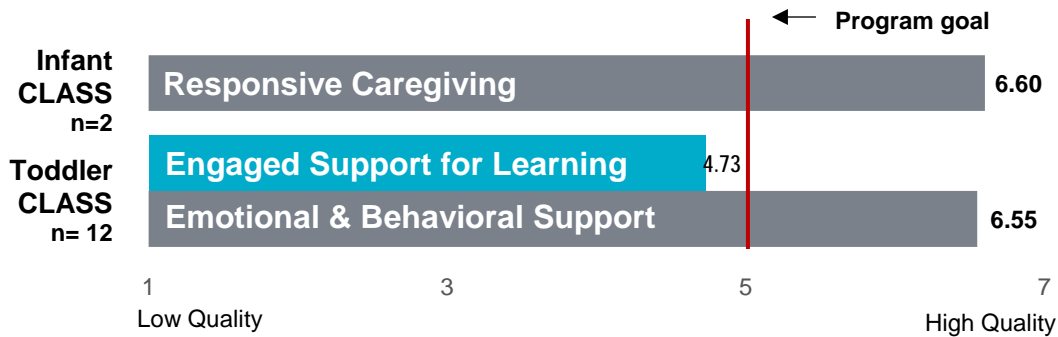 Program goal
Infant
CLASS
n=2
Responsive Caregiving
6.60
Toddler
CLASS
n= 12
Engaged Support for Learning
4.73
Emotional & Behavioral Support
6.55
1
3
5
7
Low Quality
High Quality